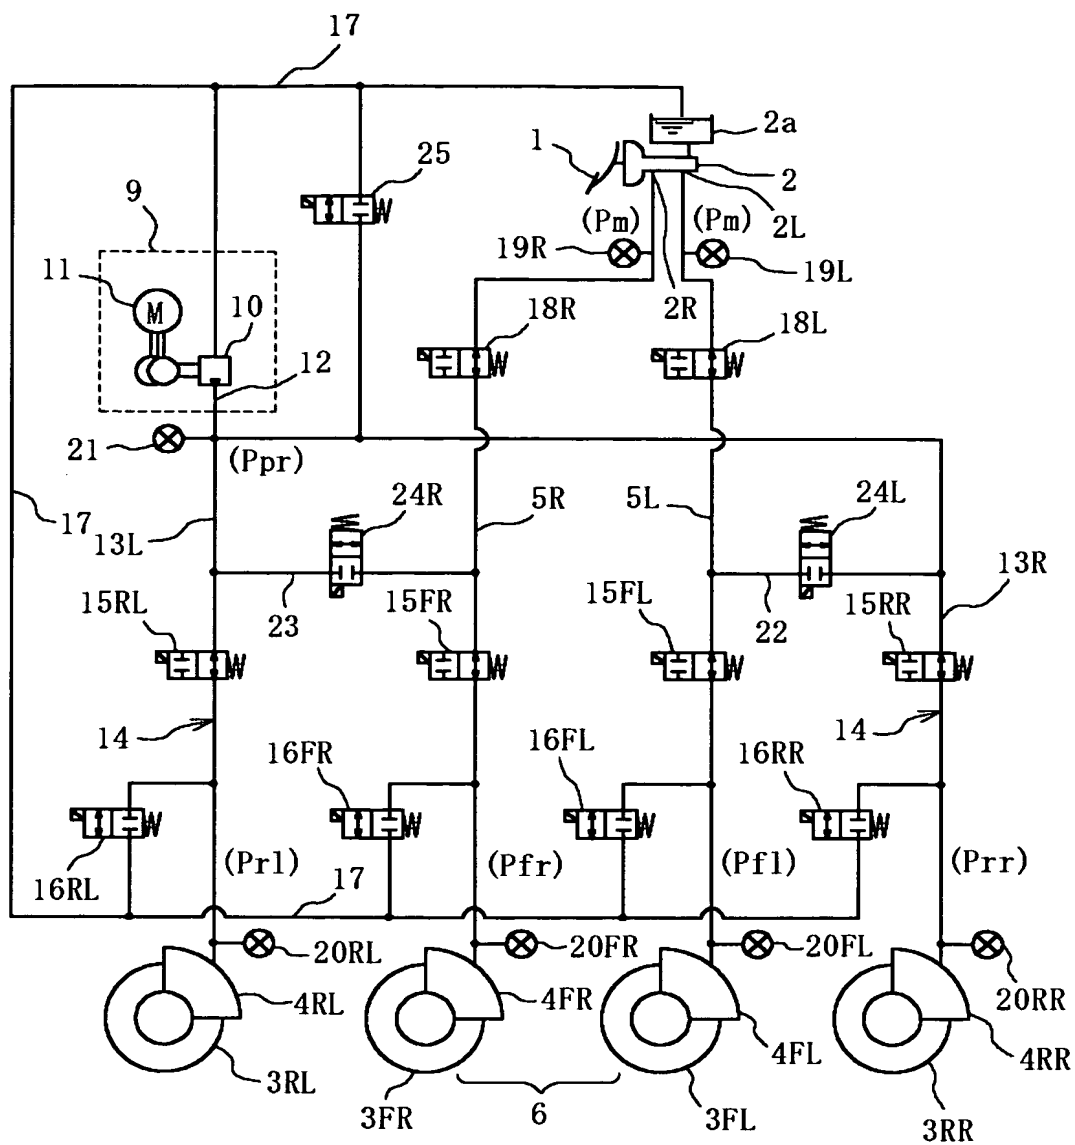 17
2a
1
2
25
9
(Pm)
(Pm)
2L
19R
19L
11
M
10
18R
2R
18L
12
21
(Ppr)
24R
5R
5L
24L
17
13L
13R
15RL
23
15FR
15FL
22
15RR
14
16FR
16FL
16RR
14
(Prl)
(Pfr)
(Pfl)
(Prr)
16RL
17
20RL
20FR
20FL
20RR
4RL
4FR
4FL
4RR
3RL
3FR
6
3FL
3RR